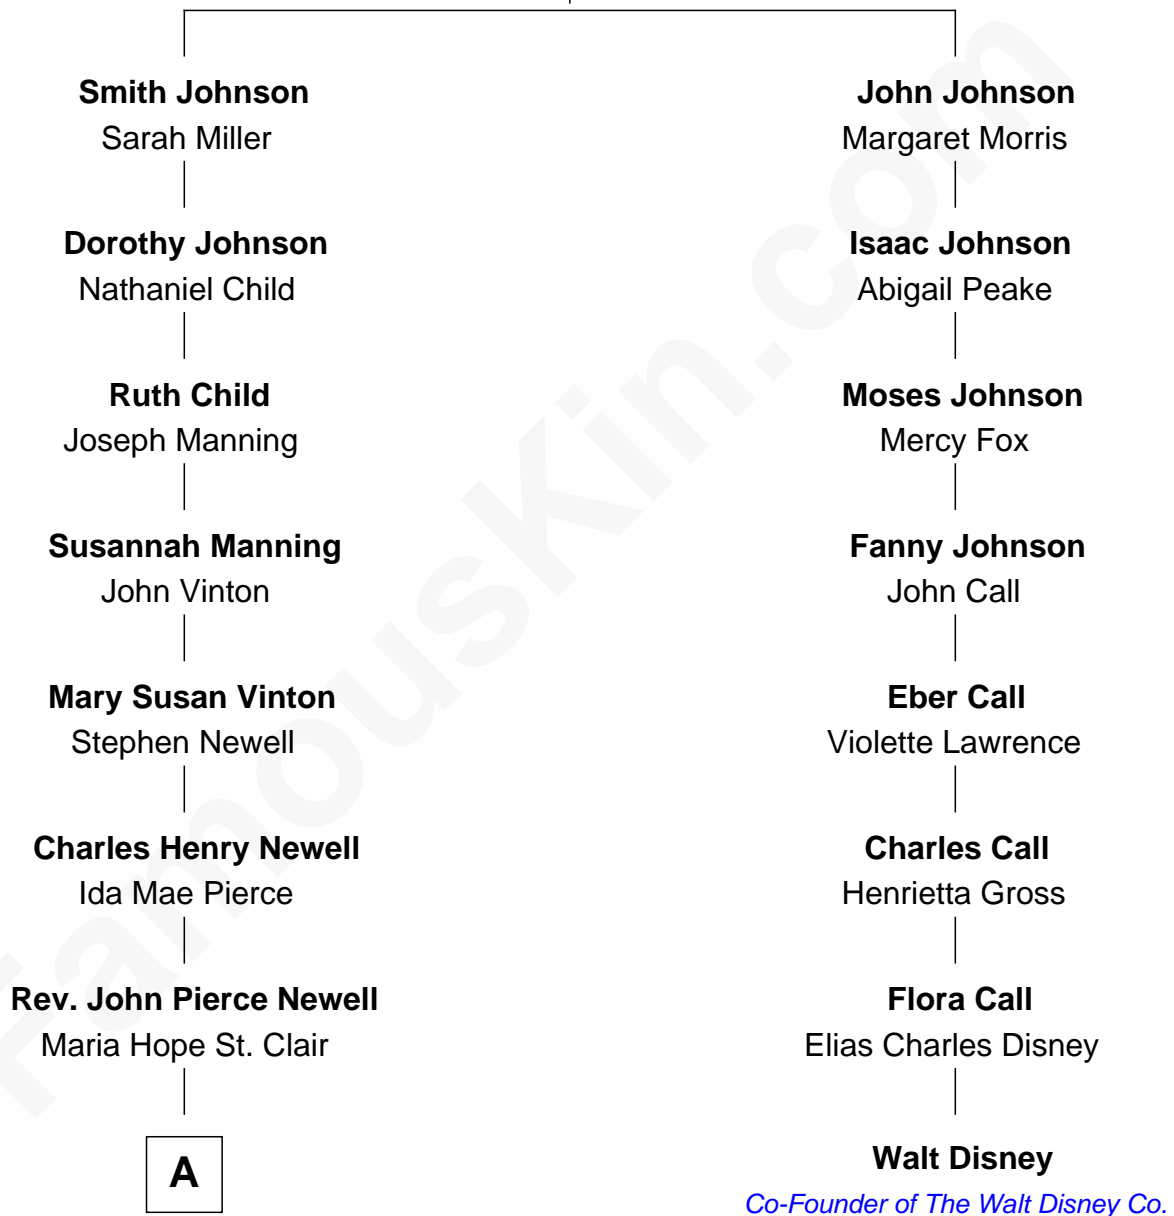 Smith Johnson
Sarah Miller
John Johnson
Margaret Morris
Dorothy Johnson
Nathaniel Child
Isaac Johnson
Abigail Peake
Ruth Child
Joseph Manning
Moses Johnson
Mercy Fox
Susannah Manning
John Vinton
Fanny Johnson
John Call
Mary Susan Vinton
Stephen Newell
Eber Call
Violette Lawrence
Charles Henry Newell
Ida Mae Pierce
Charles Call
Henrietta Gross
Rev. John Pierce Newell
Maria Hope St. Clair
Flora Call
Elias Charles Disney
A
Walt Disney
Co-Founder of The Walt Disney Co.
FamousKin.com